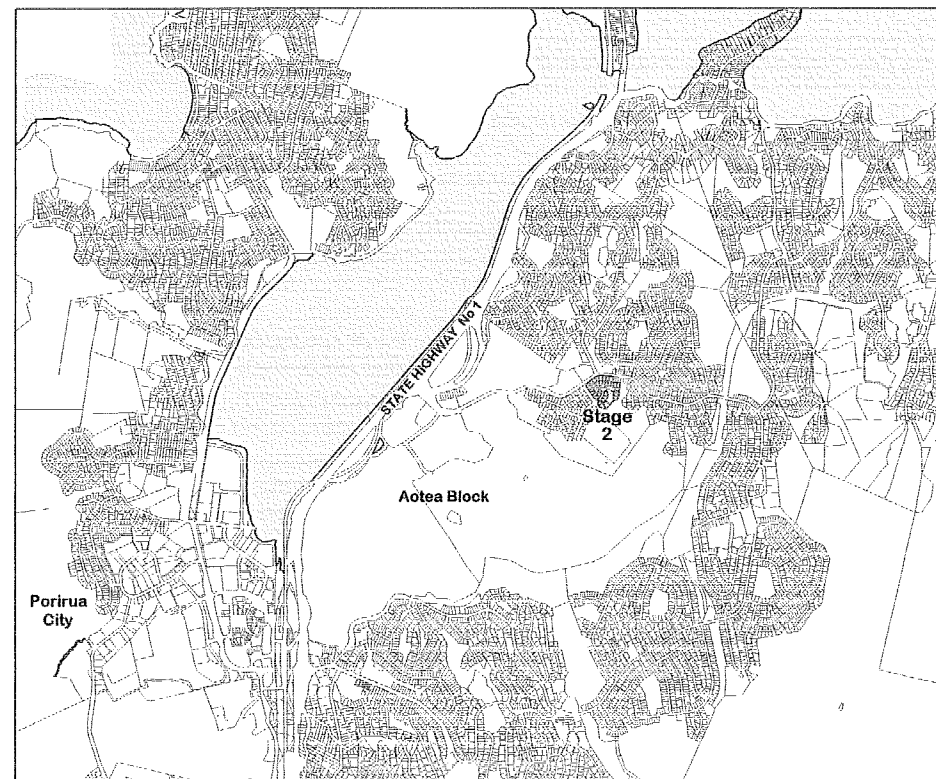 STATE HIGHWAY No 1
Stage
2
Aotea Block
Porirua
City